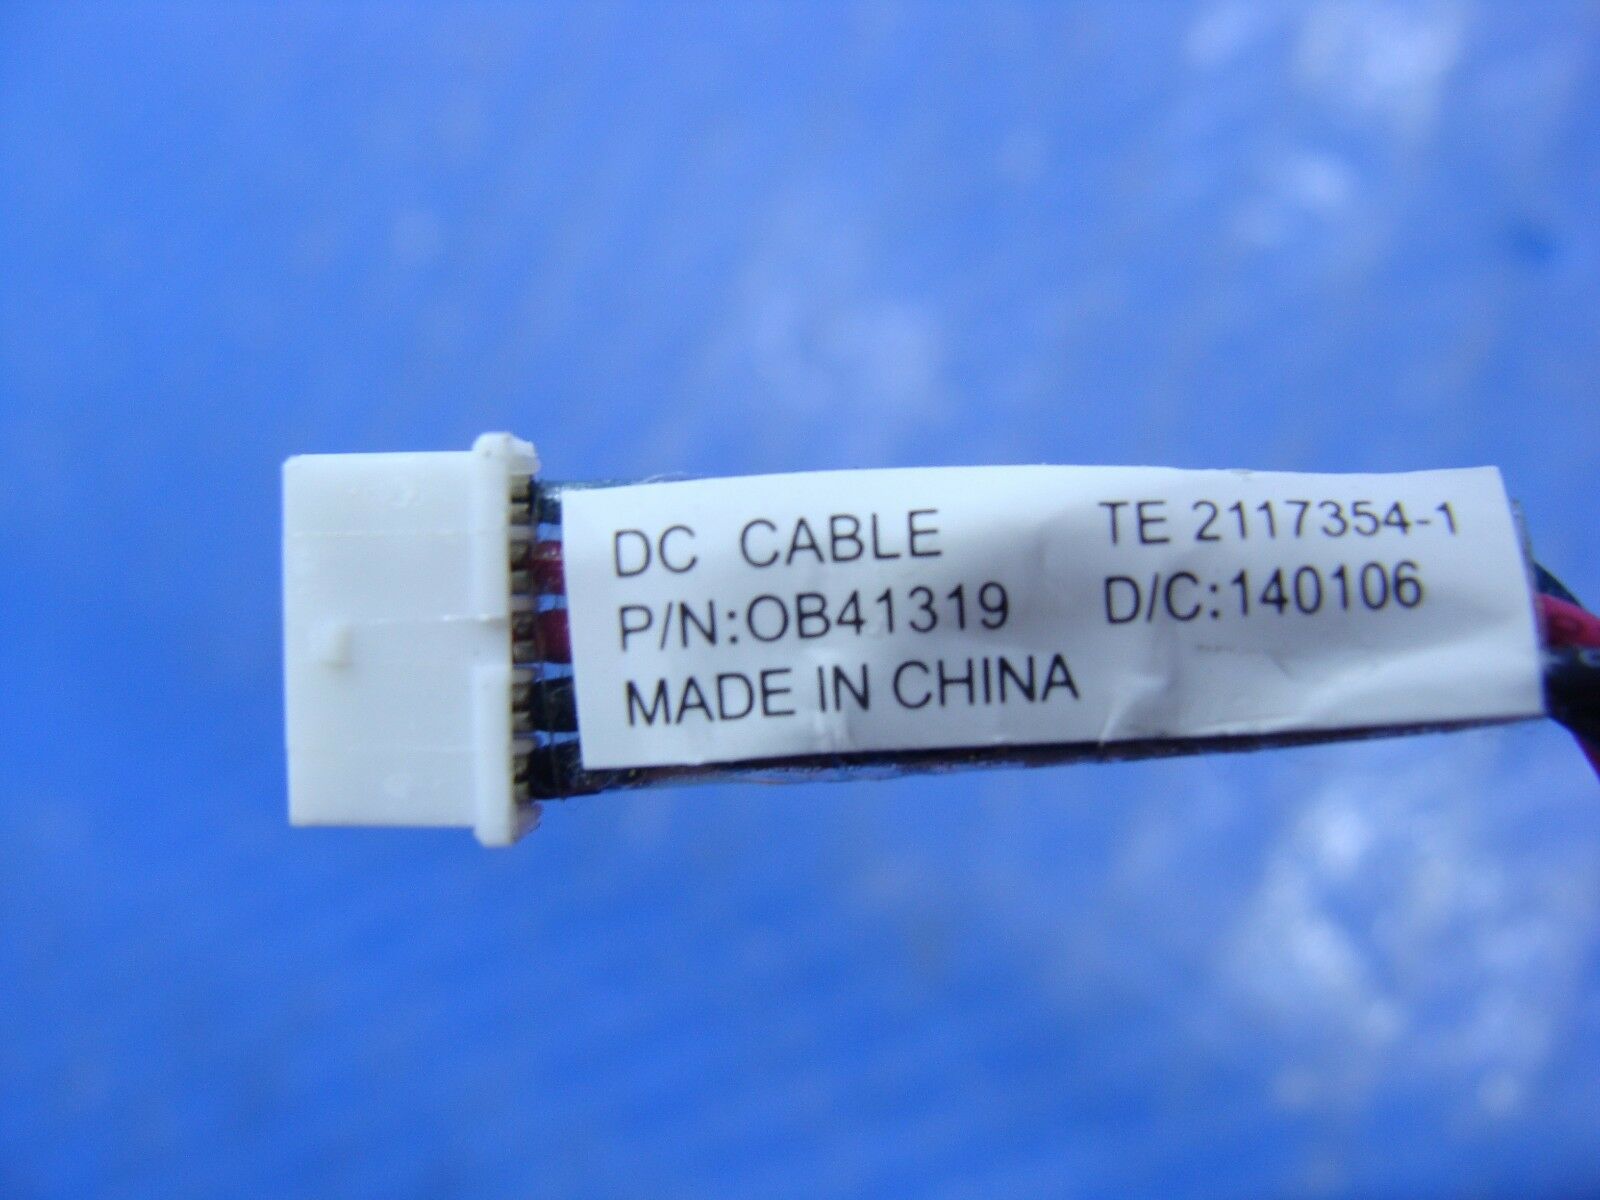 DC CABLE TE 2117354-1
P/N:OB41319 D/C:140106
MADE IN CHINA